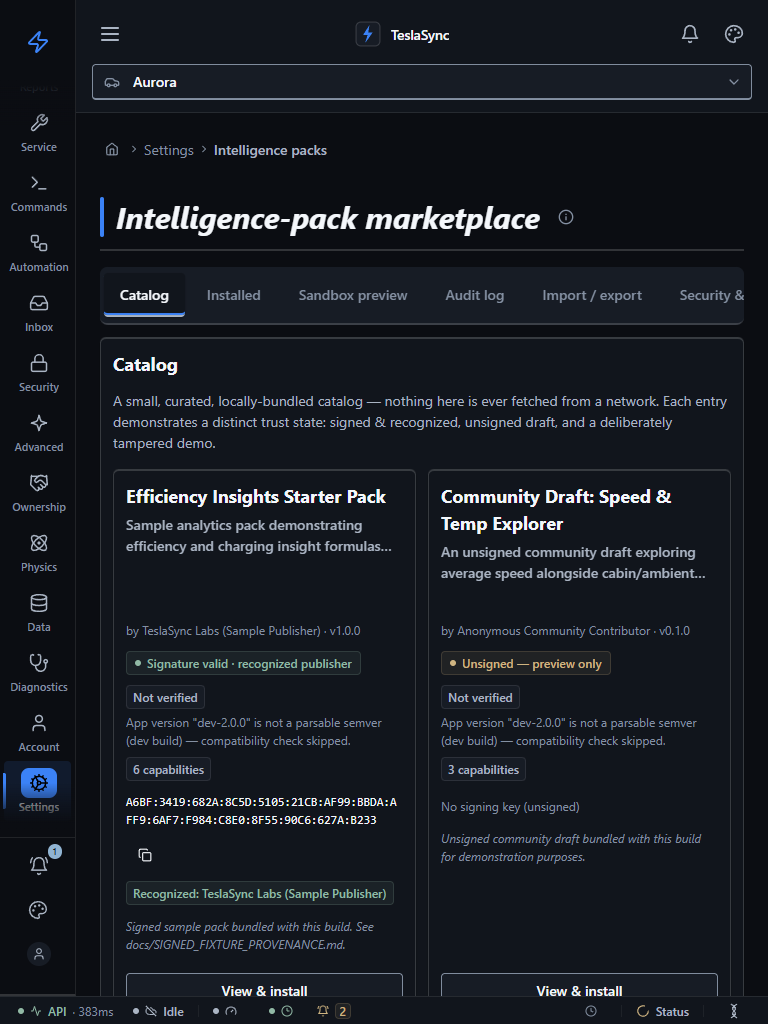 TeslaSync
Aurora
Service
Commands
Automation
Inbox
Security
Advanced
Ownership
Physics
Data
Diagnostics
Account
Settings
1
Settings
Intelligence packs
Intelligence-pack marketplace
Catalog
Installed
Sandbox preview
Audit log
Import / export
Security &
Catalog
A small, curated, locally-bundled catalog — nothing here is ever fetched from a network. Each entry
demonstrates a distinct trust state: signed & recognized, unsigned draft, and a deliberately
tampered demo.
Efficiency Insights Starter Pack
Sample analytics pack demonstrating
efficiency and charging insight formulas...
by TeslaSync Labs (Sample Publisher) · v1.0.0
Signature valid · recognized publisher
Not verified
App version "dev-2.0.0" is not a parsable semver
(dev build) — compatibility check skipped.
6 capabilities
A6BF:3419:682A:8C5D:5105:21CB:AF99:BBDA:A
FF9:6AF7:F984:C8E0:8F55:90C6:627A:B233
Recognized: TeslaSync Labs (Sample Publisher)
Signed sample pack bundled with this build. See
docs/SIGNED_FIXTURE_PROVENANCE.md.
View & install
Community Draft: Speed &
Temp Explorer
An unsigned community draft exploring
average speed alongside cabin/ambient...
by Anonymous Community Contributor · v0.1.0
Unsigned — preview only
Not verified
App version "dev-2.0.0" is not a parsable semver
(dev build) — compatibility check skipped.
3 capabilities
No signing key (unsigned)
Unsigned community draft bundled with this build
for demonstration purposes.
View & install
API · 383ms
Idle
2
Status